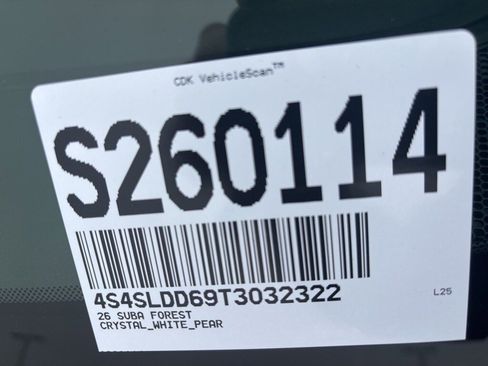 CDK VehicleScan™
S260114
4S4SLDD69T3032322
L25
26 SUBA FOREST
CRYSTAL_WHITE_PEAR